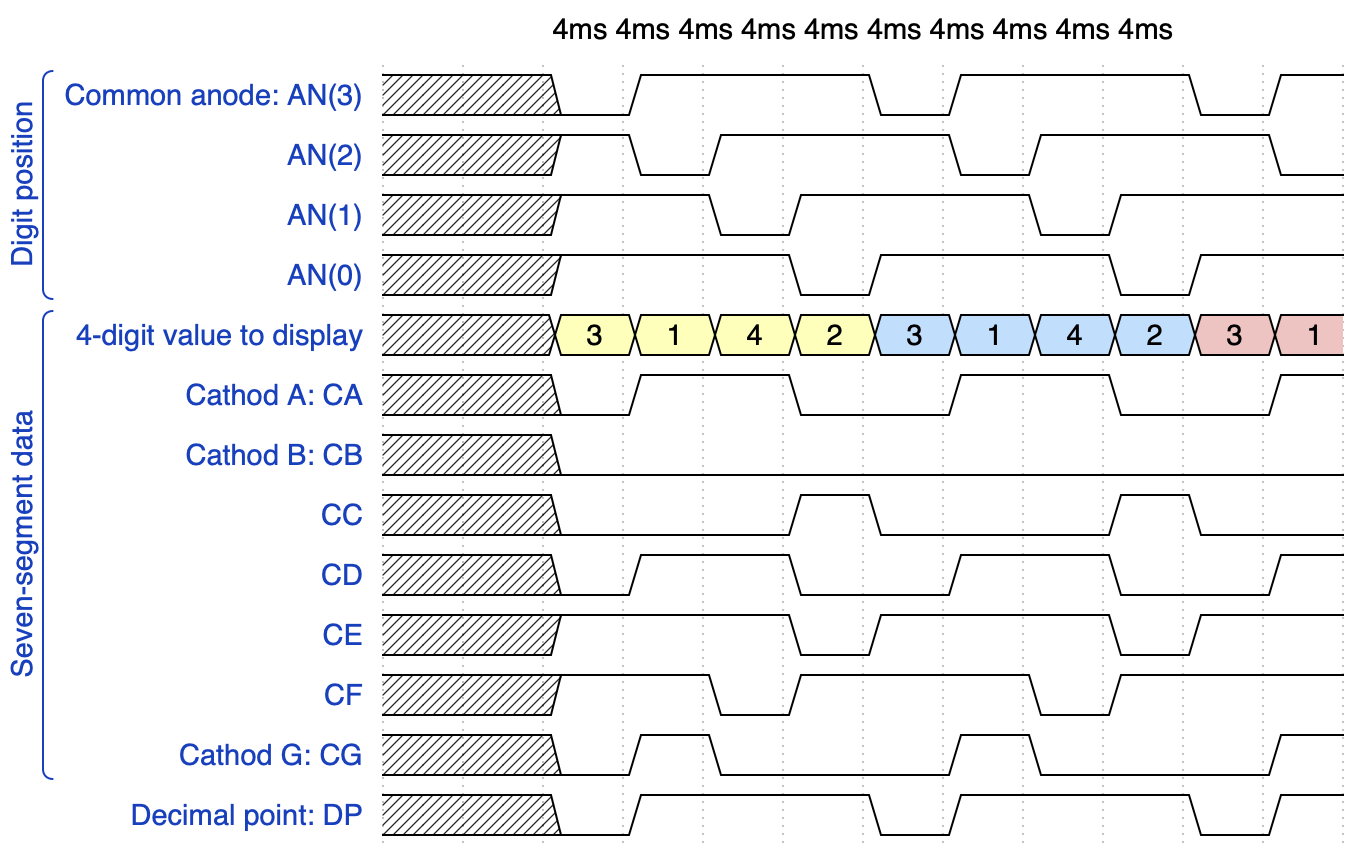 4ms 4ms 4ms 4ms 4ms 4ms 4ms 4ms 4ms 4ms
Digit position
Common anode: AN(3)
AN(2)
AN(1)
AN(0)
Seven-segment data
4-digit value to display 3 1 4 2 3 1 4 2 3 1
Cathod A: CA
Cathod B: CB
CC
CD
CE
CF
Cathod G: CG
Decimal point: DP